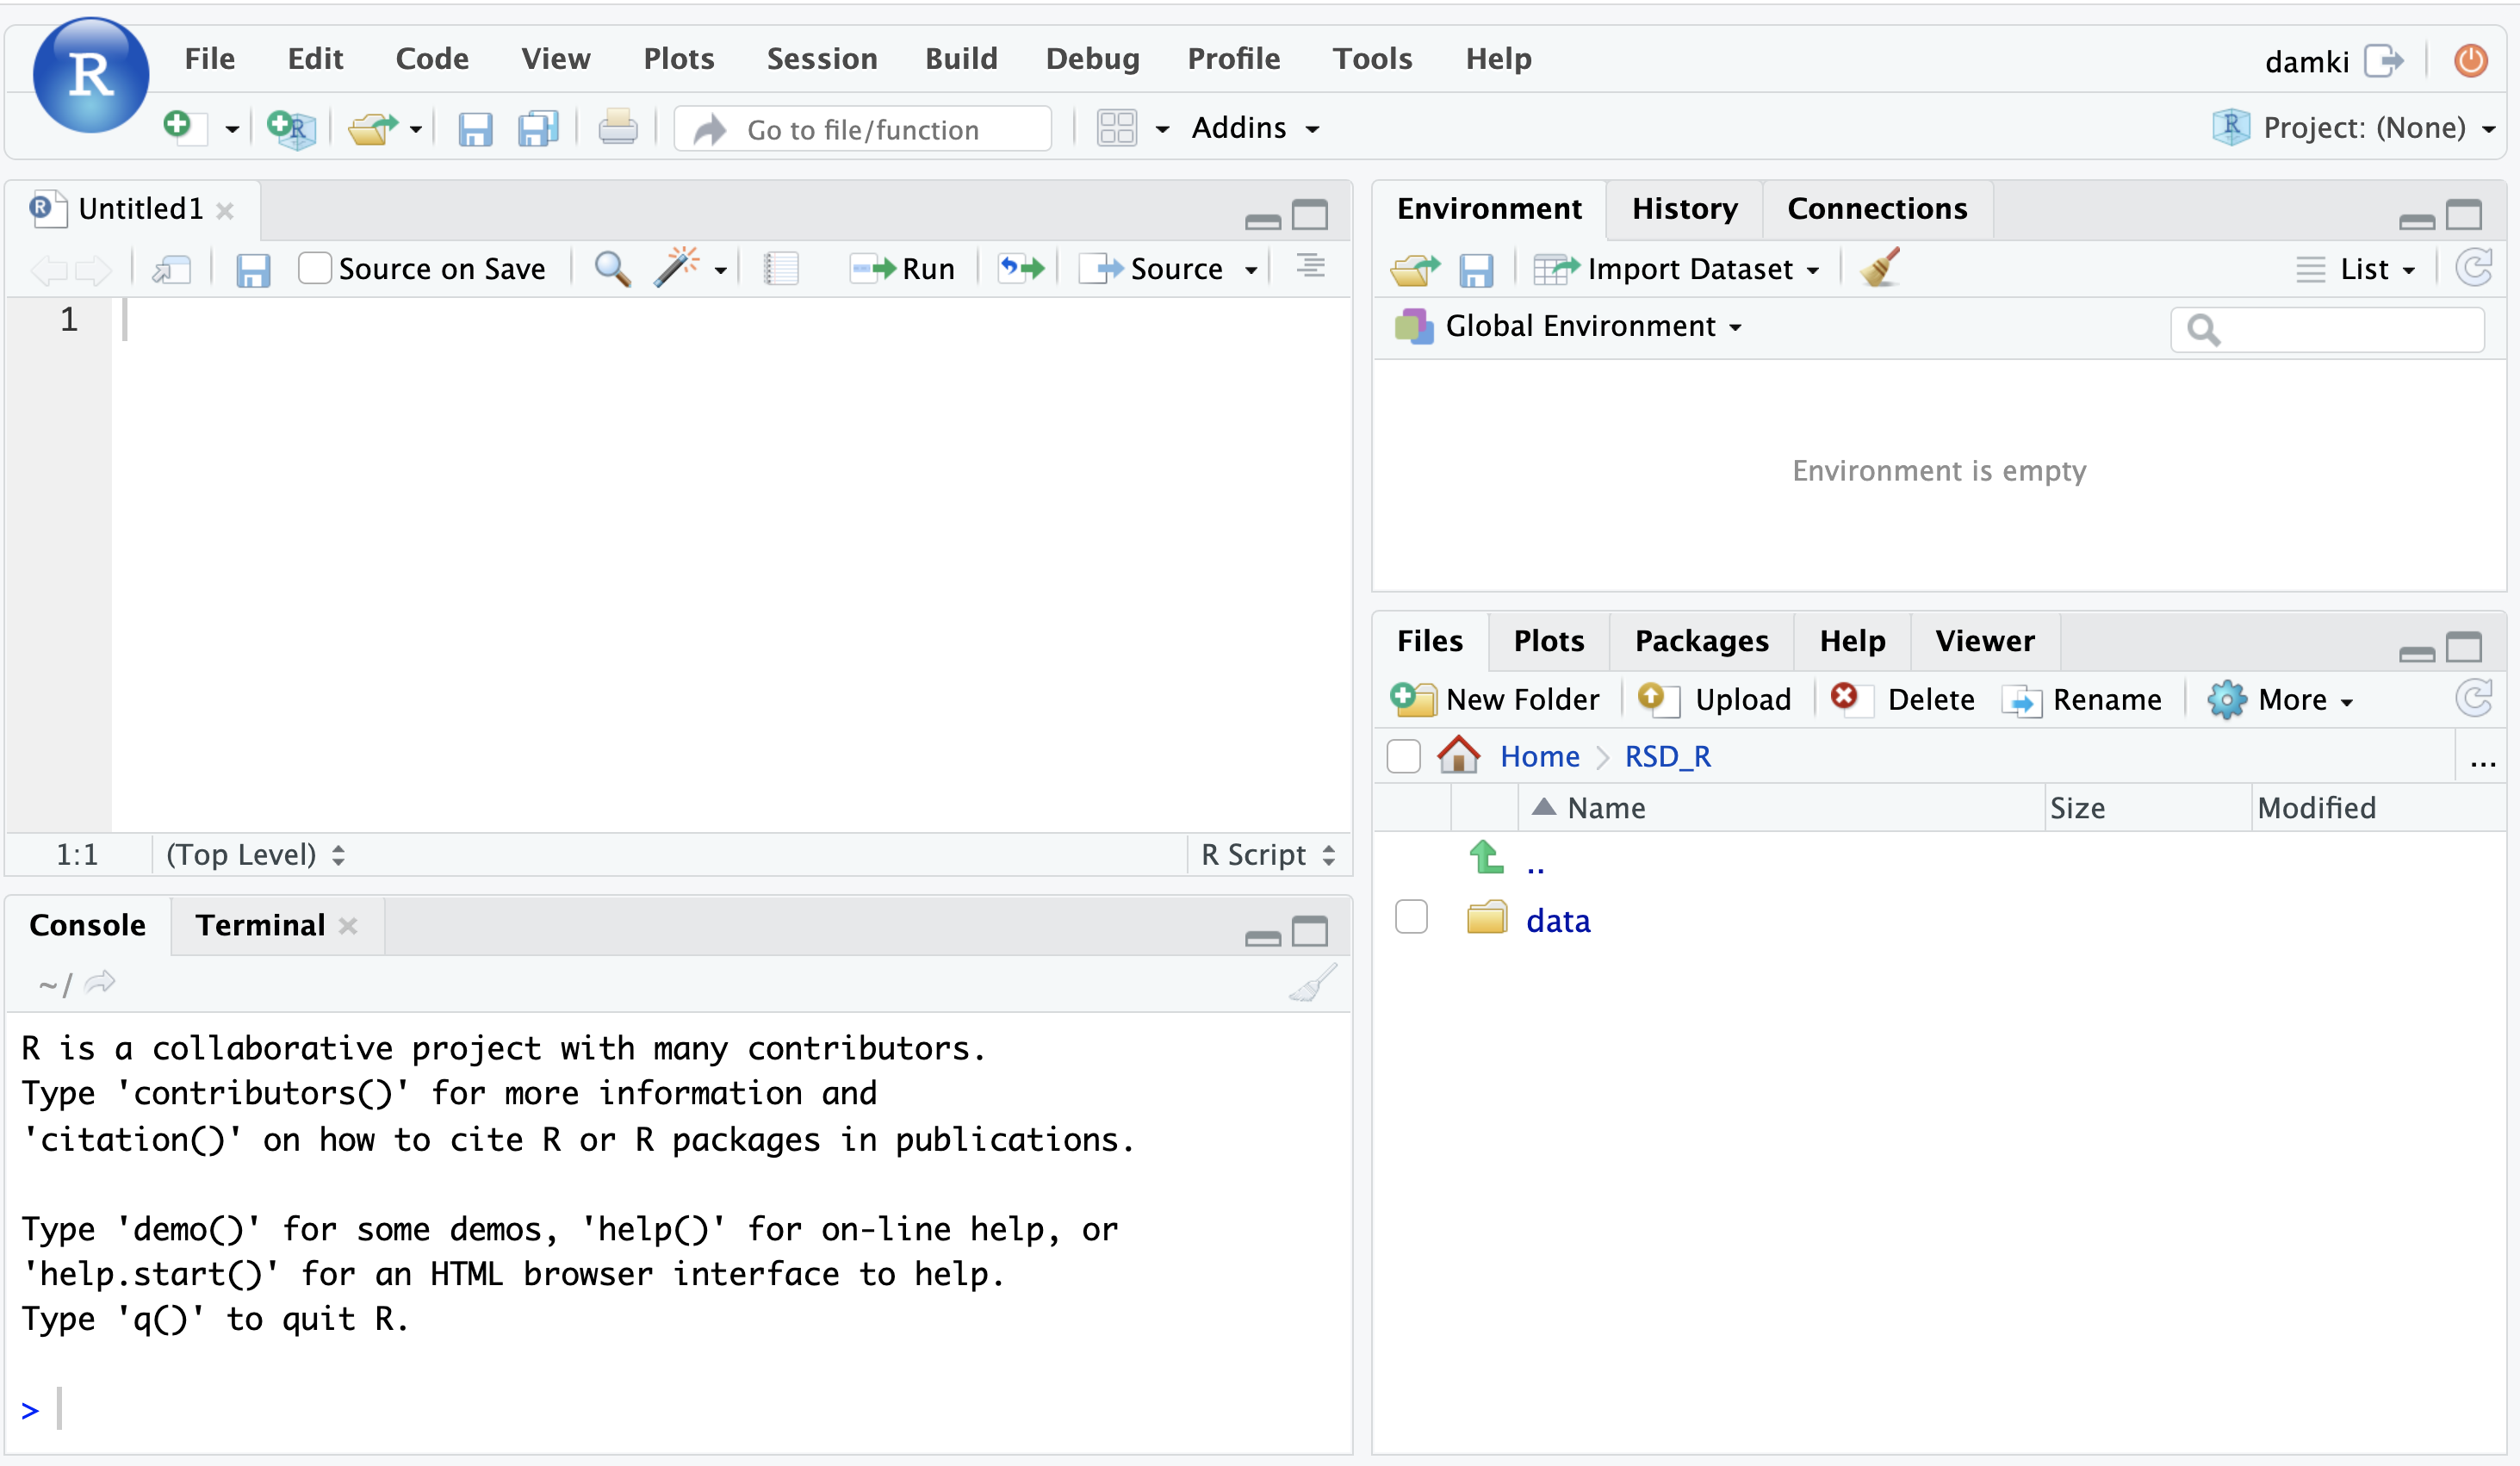 R File Edit Code View Plots Session Build Debug Profile Tools Help damki
R Go to file/function Addins R Project: (None)
R Untitled1
Source on Save Run Source
1
1:1 (Top Level) R Script
Console Terminal
~/
R is a collaborative project with many contributors.
Type 'contributors()' for more information and
'citation()' on how to cite R or R packages in publications.
Type 'demo()' for some demos, 'help()' for on-line help, or
'help.start()' for an HTML browser interface to help.
Type 'q()' to quit R.
>
Environment History Connections
Import Dataset List
Global Environment
Environment is empty
Files Plots Packages Help Viewer
New Folder Upload Delete Rename More
Home RSD_R ...
Name Size Modified
..
data